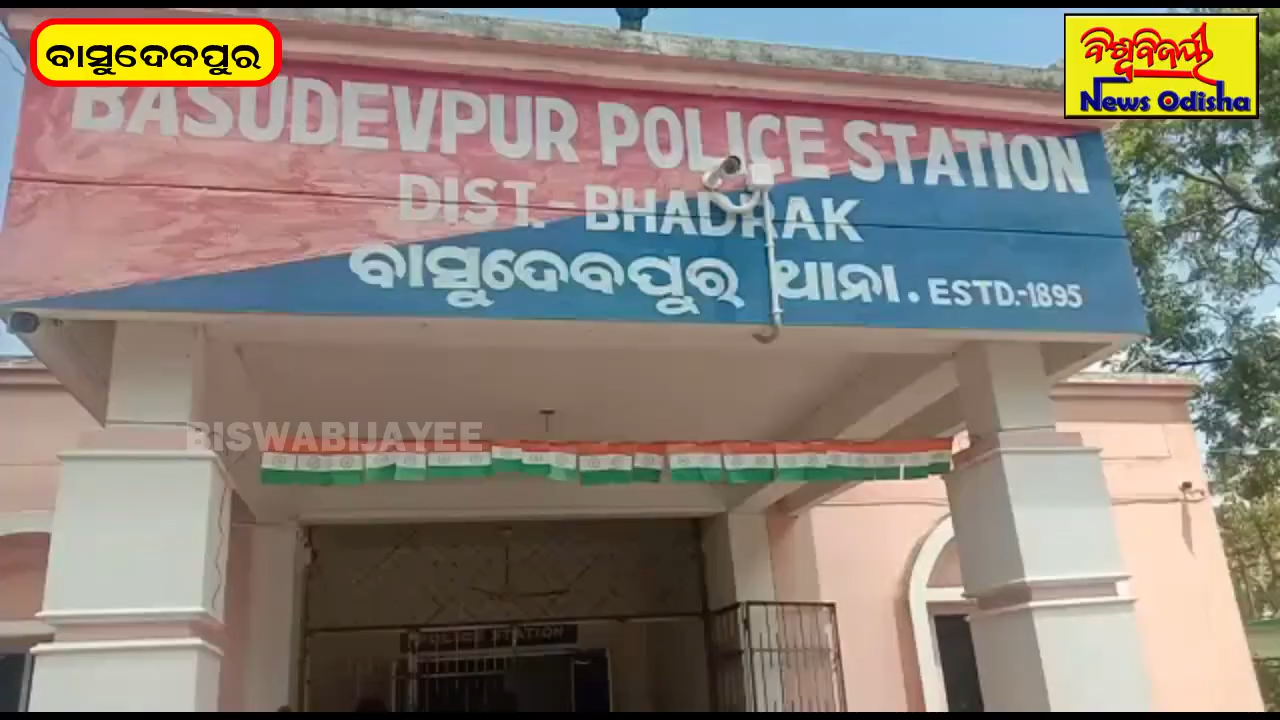 ବାସୁଦେବପୁର
ବିଶ୍ୱବିଜୟୀ
News Odisha
BASUDEVPUR POLICE STATION
DIST.-BHADRAK
ବାସୁଦେବପୁର ଥାନା. ESTD.-1895
BISWABIJAYEE
POLICE STATION